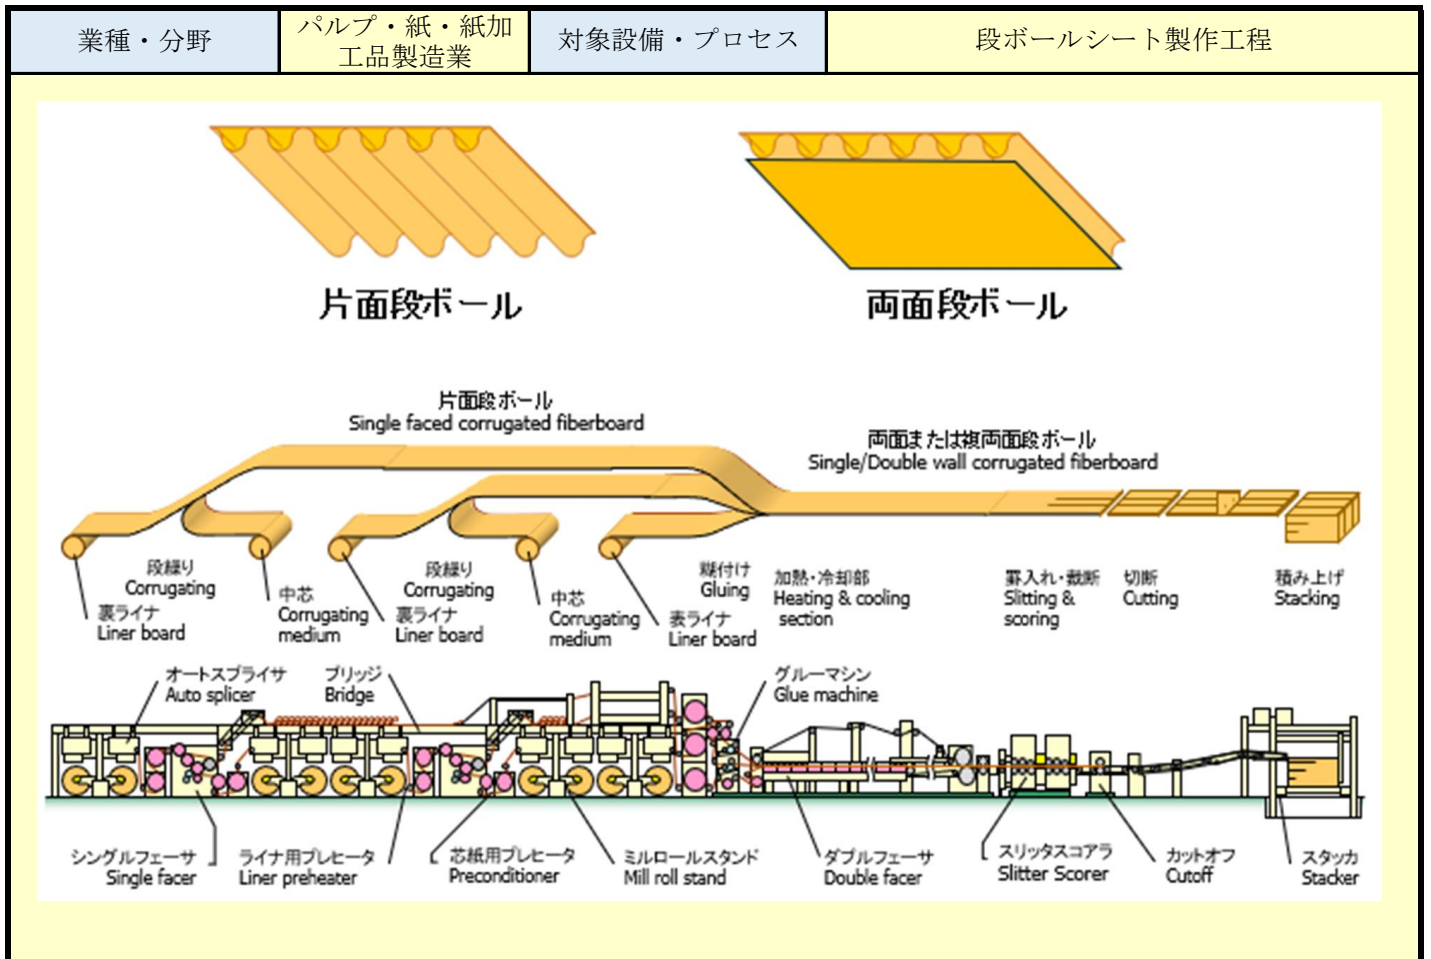 業種・分野
パルプ・紙・紙加
工品製造業
対象設備・プロセス
段ボールシート製作工程
片面段ボール
両面段ボール
片面段ボール
Single faced corrugated fiberboard
両面または複両面段ボール
Single/Double wall corrugated fiberboard
段繰り
Corrugating
裏ライナ
Liner board
中芯
Corrugating
medium
段繰り
Corrugating
裏ライナ
Liner board
中芯
Corrugating
medium
糊付け
Gluing
表ライナ
Liner board
加熱・冷却部
Heating & cooling
section
罫入れ・裁断
Slitting &
scoring
切断
Cutting
積み上げ
Stacking
オートスプライサ
Auto splicer
ブリッジ
Bridge
グルーマシン
Glue machine
シングルフェーサ
Single facer
ライナ用プレヒータ
Liner preheater
芯紙用プレヒータ
Preconditioner
ミルロールスタンド
Mill roll stand
ダブルフェーサ
Double facer
スリッタスコアラ
Slitter Scorer
カットオフ
Cutoff
スタッカ
Stacker